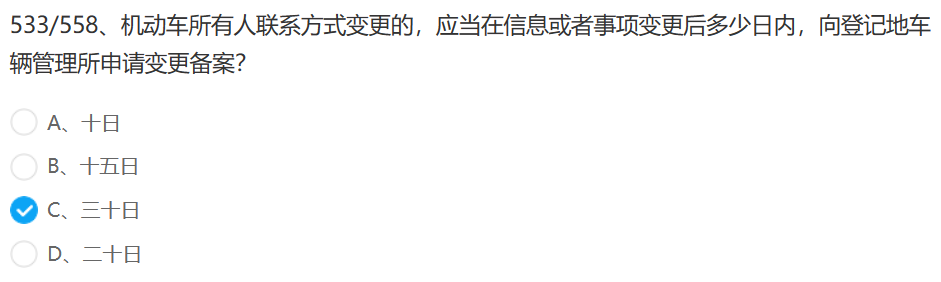 533/558、机动车所有人联系方式变更的，应当在信息或者事项变更后多少日内，向登记地车
辆管理所申请变更备案？
A、十日
B、十五日
C、三十日
D、二十日